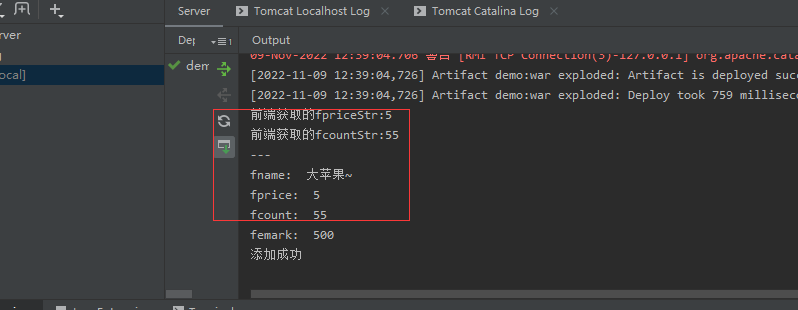 Server Tomcat Localhost Log Tomcat Catalina Log
erver
Output
ocal]
dem
09-Nov-2022 12:39:04.706 警告 [RMI TCP Connection(3)-127.0.0.1] org.apache.cata
[2022-11-09 12:39:04,726] Artifact demo:war exploded: Artifact is deployed succ
[2022-11-09 12:39:04,726] Artifact demo:war exploded: Deploy took 759 millisec
前端获取的fpriceStr:5
前端获取的fcountStr:55
---
fname: 大苹果~
fprice: 5
fcount: 55
femark: 500
添加成功